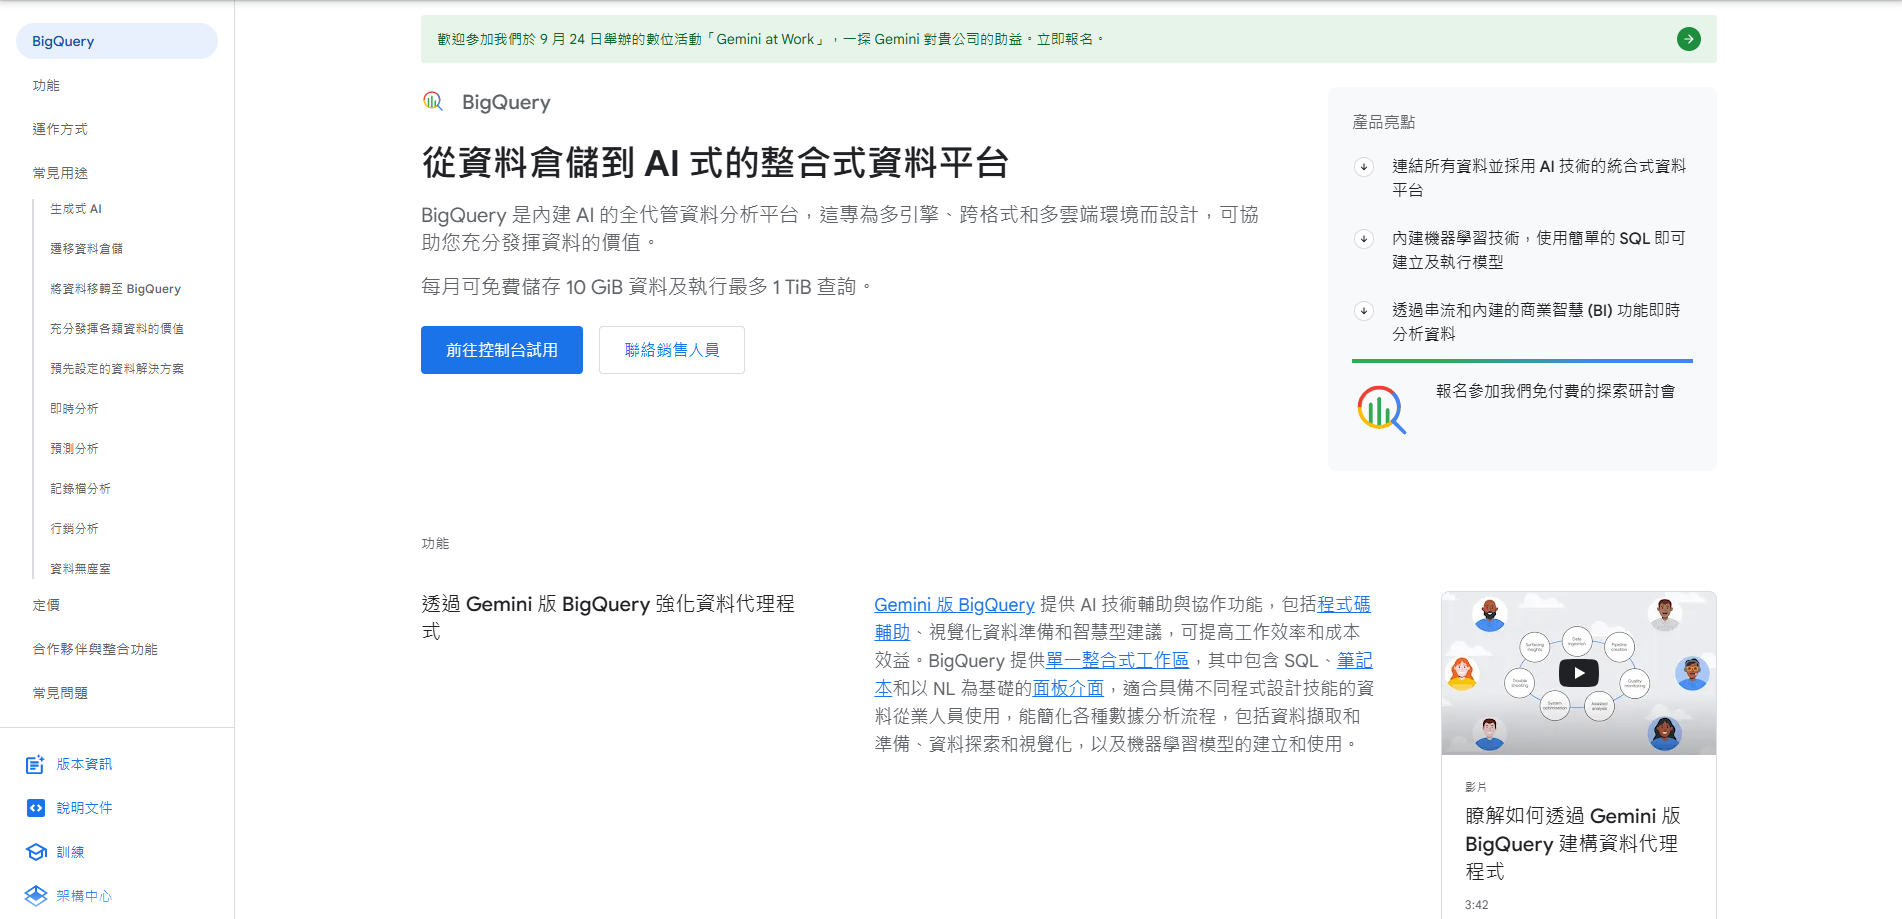 BigQuery
功能
運作方式
常見用途
生成式 AI
遷移資料倉儲
將資料移轉至 BigQuery
充分發揮各類資料的價值
預先設定的資料解決方案
即時分析
預測分析
記錄檔分析
行銷分析
資料無塵室
定價
合作夥伴與整合功能
常見問題
版本資訊
說明文件
訓練
架構中心
歡迎參加我們於 9 月 24 日舉辦的數位活動「Gemini at Work」，一探 Gemini 對貴公司的助益。立即報名。
BigQuery
從資料倉儲到 AI 式的整合式資料平台
BigQuery 是內建 AI 的全代管資料分析平台，這專為多引擎、跨格式和多雲端環境而設計，可協
助您充分發揮資料的價值。
每月可免費儲存 10 GiB 資料及執行最多 1 TiB 查詢。
前往控制台試用
聯絡銷售人員
產品亮點
連結所有資料並採用 AI 技術的統合式資料
平台
內建機器學習技術，使用簡單的 SQL 即可
建立及執行模型
透過串流和內建的商業智慧 (BI) 功能即時
分析資料
報名參加我們免付費的探索研討會
功能
透過 Gemini 版 BigQuery 強化資料代理程
式
Gemini 版 BigQuery 提供 AI 技術輔助與協作功能，包括程式碼
輔助、視覺化資料準備和智慧型建議，可提高工作效率和成本
效益。BigQuery 提供單一整合式工作區，其中包含 SQL、筆記
本和以 NL 為基礎的面板介面，適合具備不同程式設計技能的資
料從業人員使用，能簡化各種數據分析流程，包括資料擷取和
準備、資料探索和視覺化，以及機器學習模型的建立和使用。
Data
ingestion
Surfacing
insights
Pipeline
creation
Trouble
shooting
Quality
monitoring
System
optimization
Assisted
analysis
影片
瞭解如何透過 Gemini 版
BigQuery 建構資料代理
程式
3:42